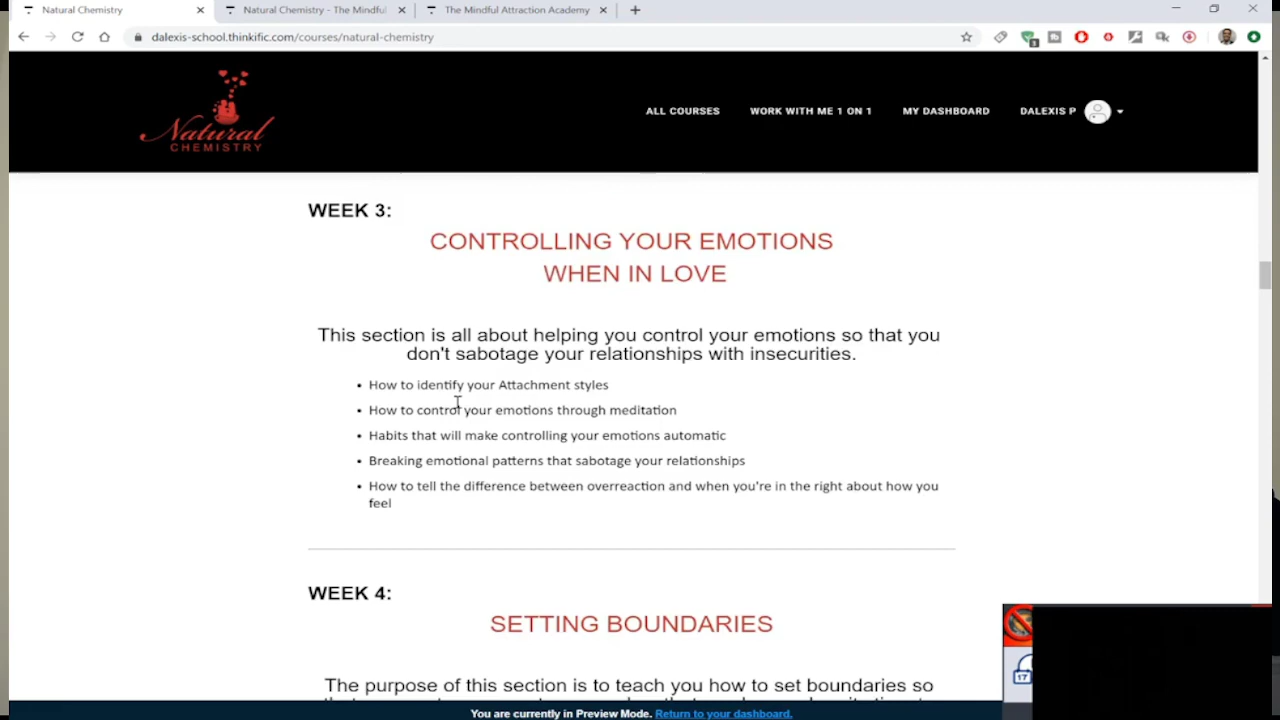 Natural Chemistry
Natural Chemistry - The Mindful
The Mindful Attraction Academy
dalexis-school.thinkific.com/courses/natural-chemistry
3
Natural
CHEMISTRY
ALL COURSES
WORK WITH ME 1 ON 1
MY DASHBOARD
DALEXIS P
WEEK 3:
CONTROLLING YOUR EMOTIONS
WHEN IN LOVE
This section is all about helping you control your emotions so that you
don't sabotage your relationships with insecurities.
• How to identify your Attachment styles
• How to control your emotions through meditation
• Habits that will make controlling your emotions automatic
• Breaking emotional patterns that sabotage your relationships
• How to tell the difference between overreaction and when you're in the right about how you
feel
WEEK 4:
SETTING BOUNDARIES
The purpose of this section is to teach you how to set boundaries so
17
You are currently in Preview Mode. Return to your dashboard.